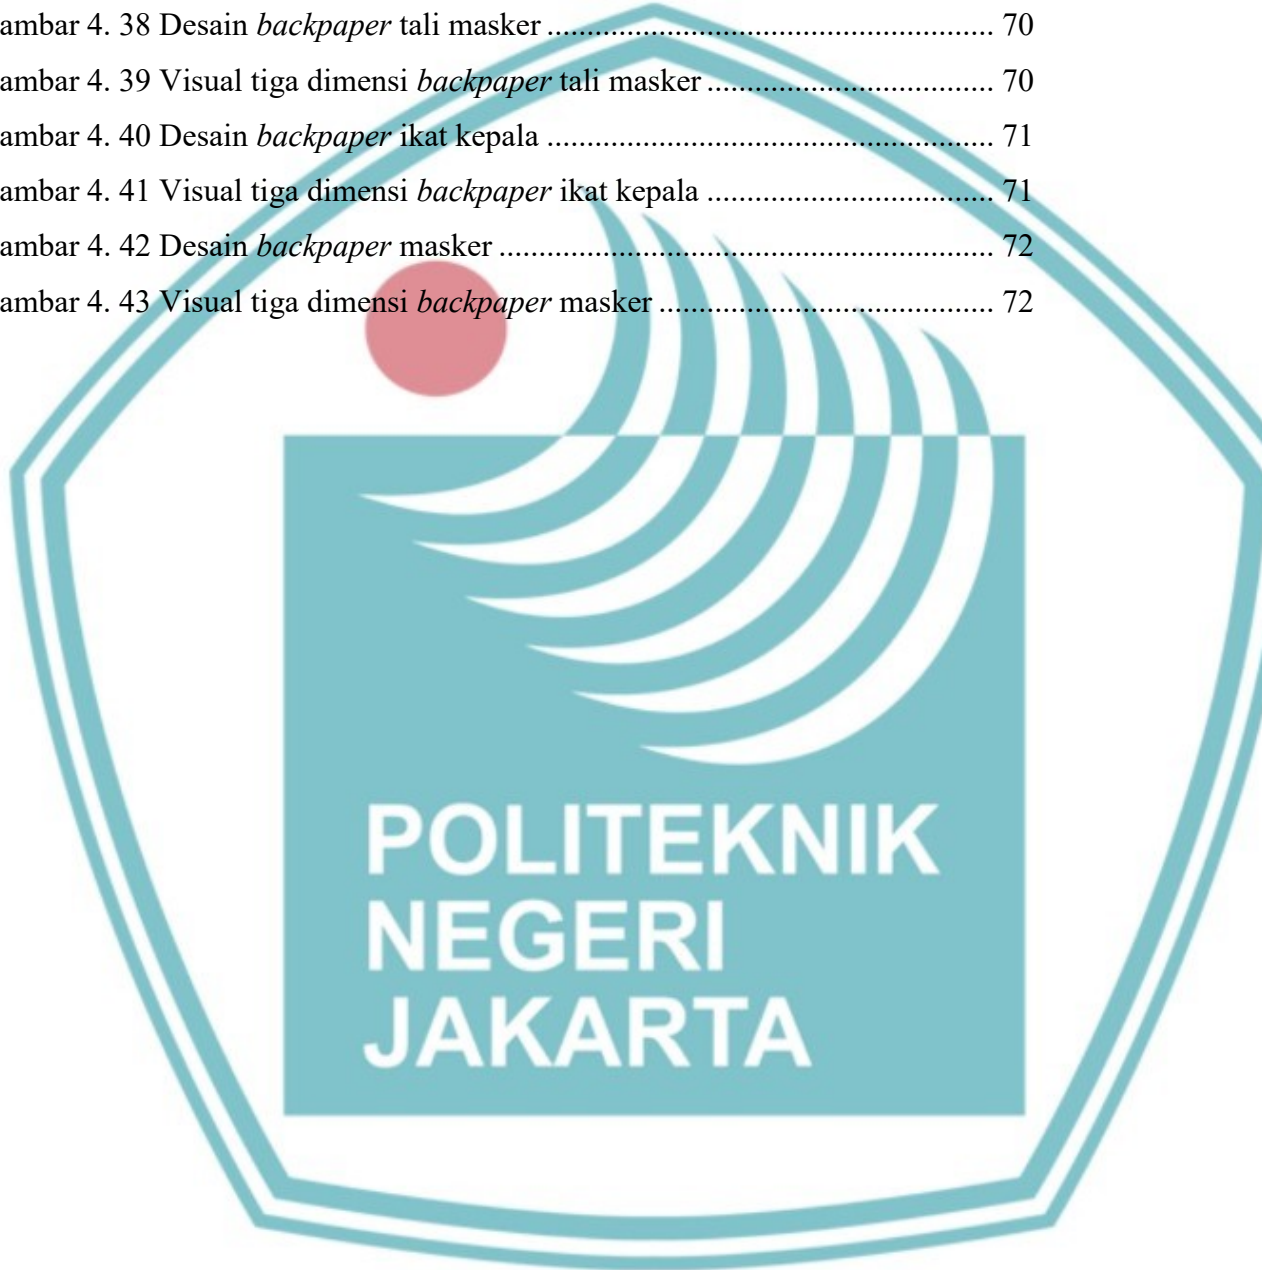 ambar 4. 38 Desain backpaper tali masker ........................................................ 70
ambar 4. 39 Visual tiga dimensi backpaper tali masker .................................... 70
ambar 4. 40 Desain backpaper ikat kepala ........................................................ 71
ambar 4. 41 Visual tiga dimensi backpaper ikat kepala .................................... 71
ambar 4. 42 Desain backpaper masker .............................................................. 72
ambar 4. 43 Visual tiga dimensi backpaper masker .......................................... 72
POLITEKNIK
NEGERI
JAKARTA